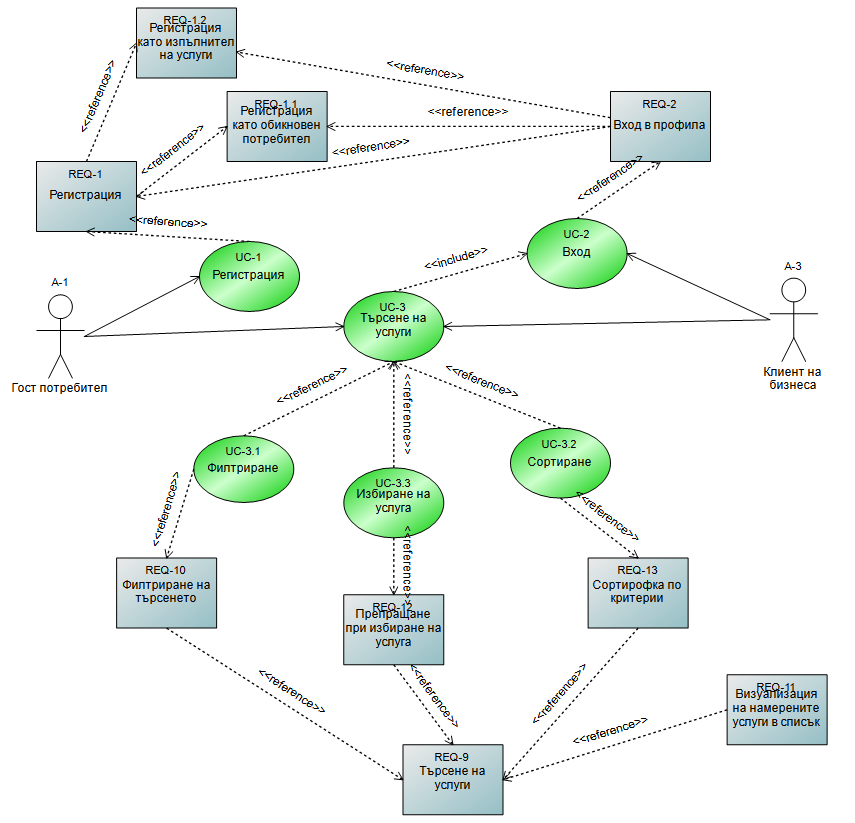 REQ-1.2
Регистрация
като изпълнител
на услуги
<<reference>>
<<reference>>
REQ-1.1
Регистрация
като обикновен
потребител
REQ-2
Вход в профила
<<reference>>
<<reference>>
<<reference>>
REQ-1
Регистрация
<<reference>>
<<reference>>
UC-1
Регистрация
UC-2
Вход
<<include>>
A-1
Гост потребител
A-3
Клиент на
бизнеса
UC-3
Търсене на
услуги
<<reference>>
<<reference>>
<<reference>>
UC-3.1
Филтриране
UC-3.3
Избиране на
услуга
UC-3.2
Сортиране
<<reference>>
<<reference>>
<<reference>>
REQ-10
Филтриране на
търсенето
REQ-12
Препращане
при избиране на
услуга
REQ-13
Сортирофка по
критерии
<<reference>>
<<reference>>
<<reference>>
REQ-11
Визуализация
на намерените
услуги в списък
<<reference>>
REQ-9
Търсене на
услуги